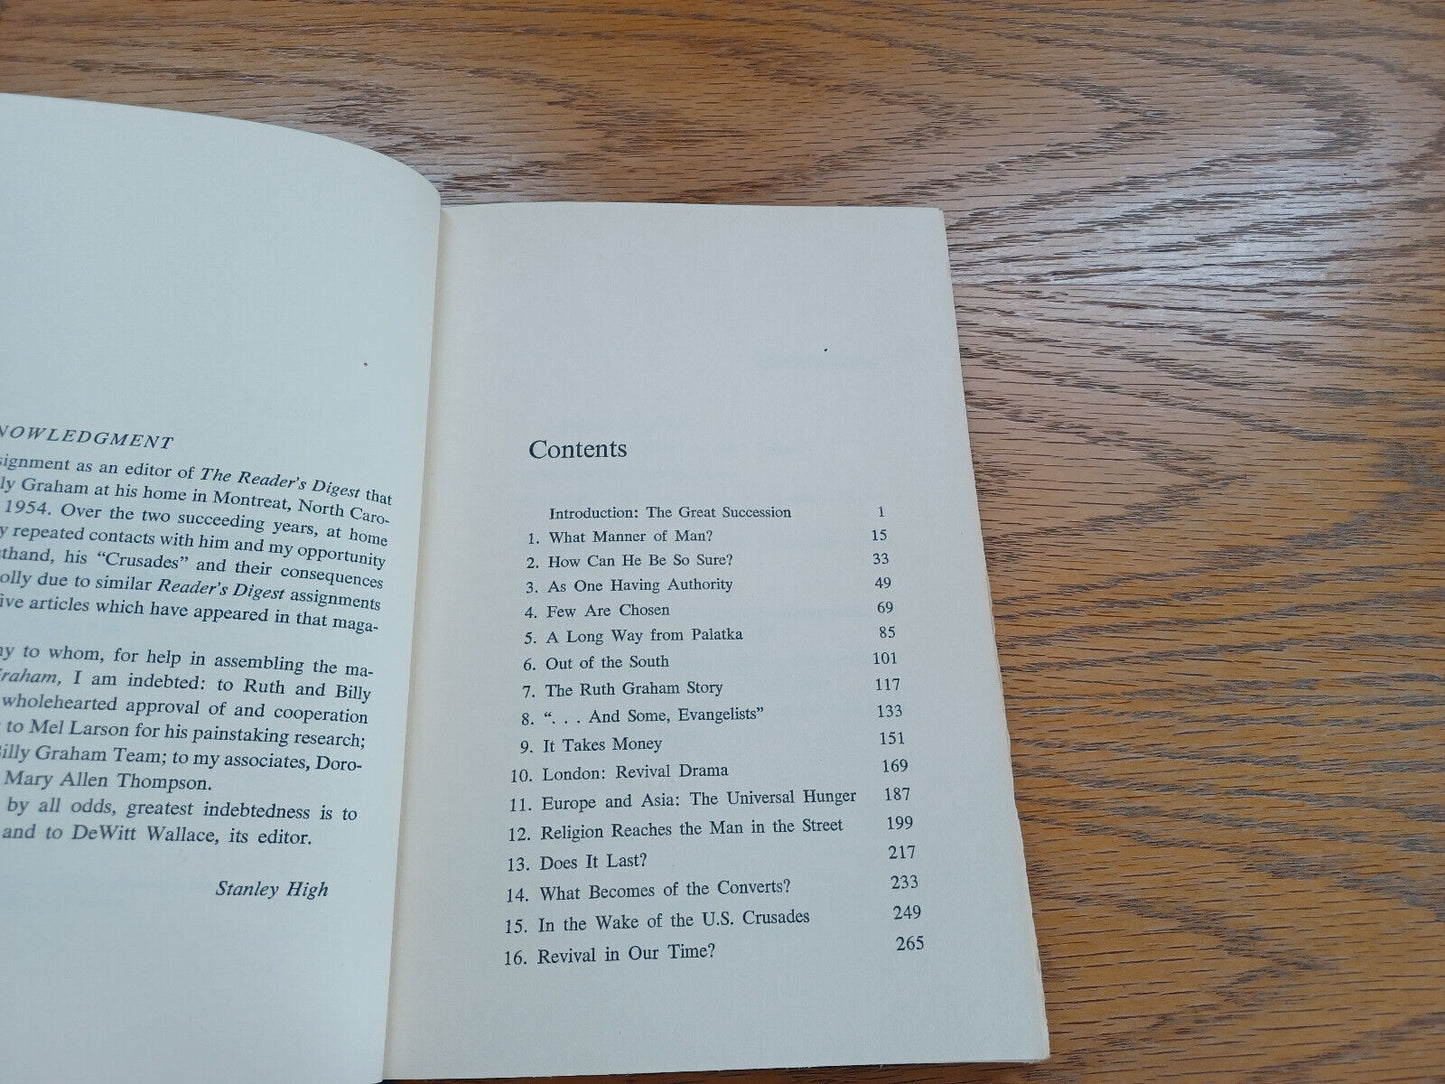 NOWLEDGMENT
signment as an editor of The Reader's Digest that
ly Graham at his home in Montreat, North Caro-
1954. Over the two succeeding years, at home
y repeated contacts with him and my opportunity
sthand, his "Crusades" and their consequences
olly due to similar Reader's Digest assignments
five articles which have appeared in that maga-
ny to whom, for help in assembling the ma-
Graham, I am indebted: to Ruth and Billy
wholehearted approval of and cooperation
to Mel Larson for his painstaking research;
Billy Graham Team; to my associates, Doro-
Mary Allen Thompson.
by all odds, greatest indebtedness is to
and to DeWitt Wallace, its editor.
Stanley High
Contents
Introduction: The Great Succession 1
1. What Manner of Man? 15
2. How Can He Be So Sure? 33
3. As One Having Authority 49
4. Few Are Chosen 69
5. A Long Way from Palatka 85
6. Out of the South 101
7. The Ruth Graham Story 117
8. ". . . And Some, Evangelists" 133
9. It Takes Money 151
10. London: Revival Drama 169
11. Europe and Asia: The Universal Hunger 187
12. Religion Reaches the Man in the Street 199
13. Does It Last? 217
14. What Becomes of the Converts? 233
15. In the Wake of the U.S. Crusades 249
16. Revival in Our Time? 265